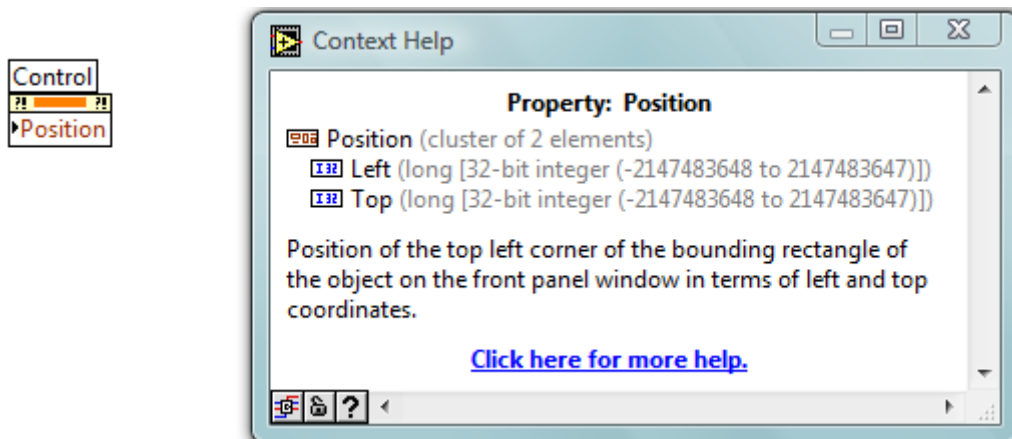 Control
Position
Context Help
Property: Position
Position (cluster of 2 elements)
I32 Left (long [32-bit integer (-2147483648 to 2147483647)])
I32 Top (long [32-bit integer (-2147483648 to 2147483647)])
Position of the top left corner of the bounding rectangle of
the object on the front panel window in terms of left and top
coordinates.
Click here for more help.
?